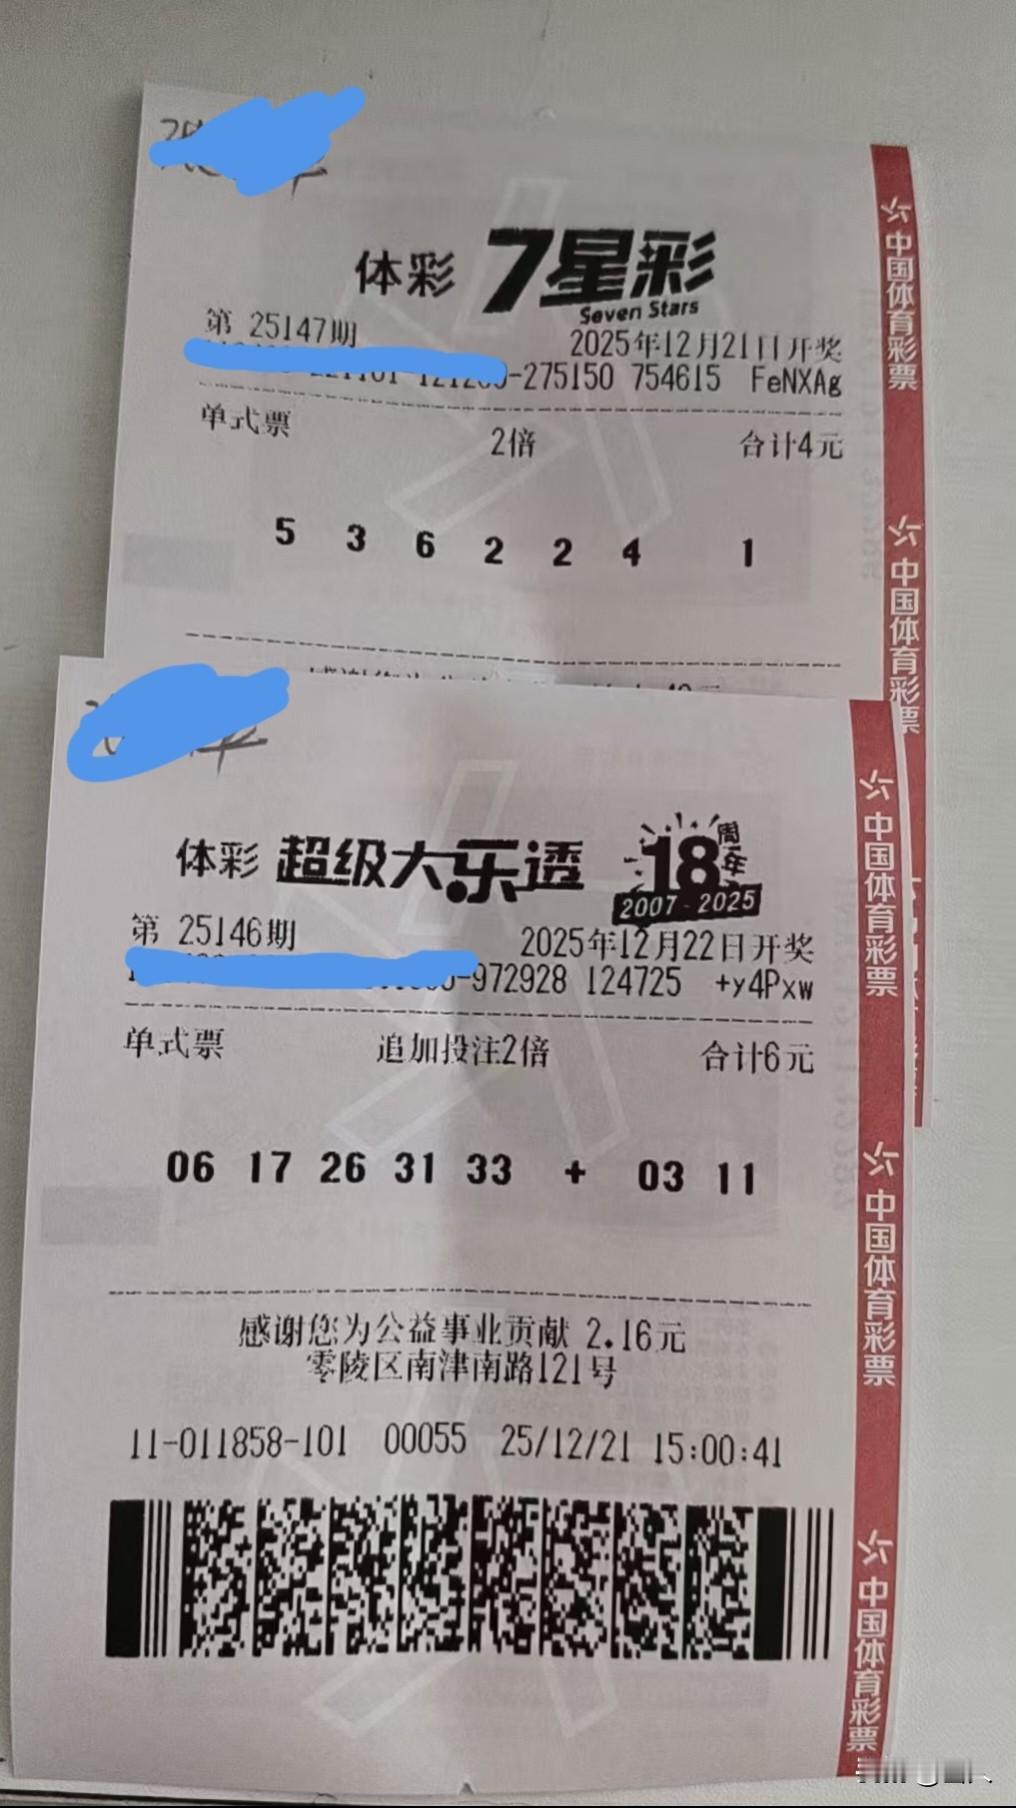 体彩 7星彩
Seven Stars
第 25147期 2025年12月21日开奖
-275150 754615 FeNXAg
单式票 2倍 合计4元
5 3 6 2 2 4 1
体彩 超级大乐透 18周年
2007-2025
第 25146期 2025年12月22日开奖
-972928 124725 +y4Pxw
单式票 追加投注2倍 合计6元
06 17 26 31 33 + 03 11
感谢您为公益事业贡献 2.16元
零陵区南津南路121号
11-011858-101 00055 25/12/21 15:00:41
中国体育彩票
中国体育彩票
中国体育彩票
中国体育彩票
中国体育彩票